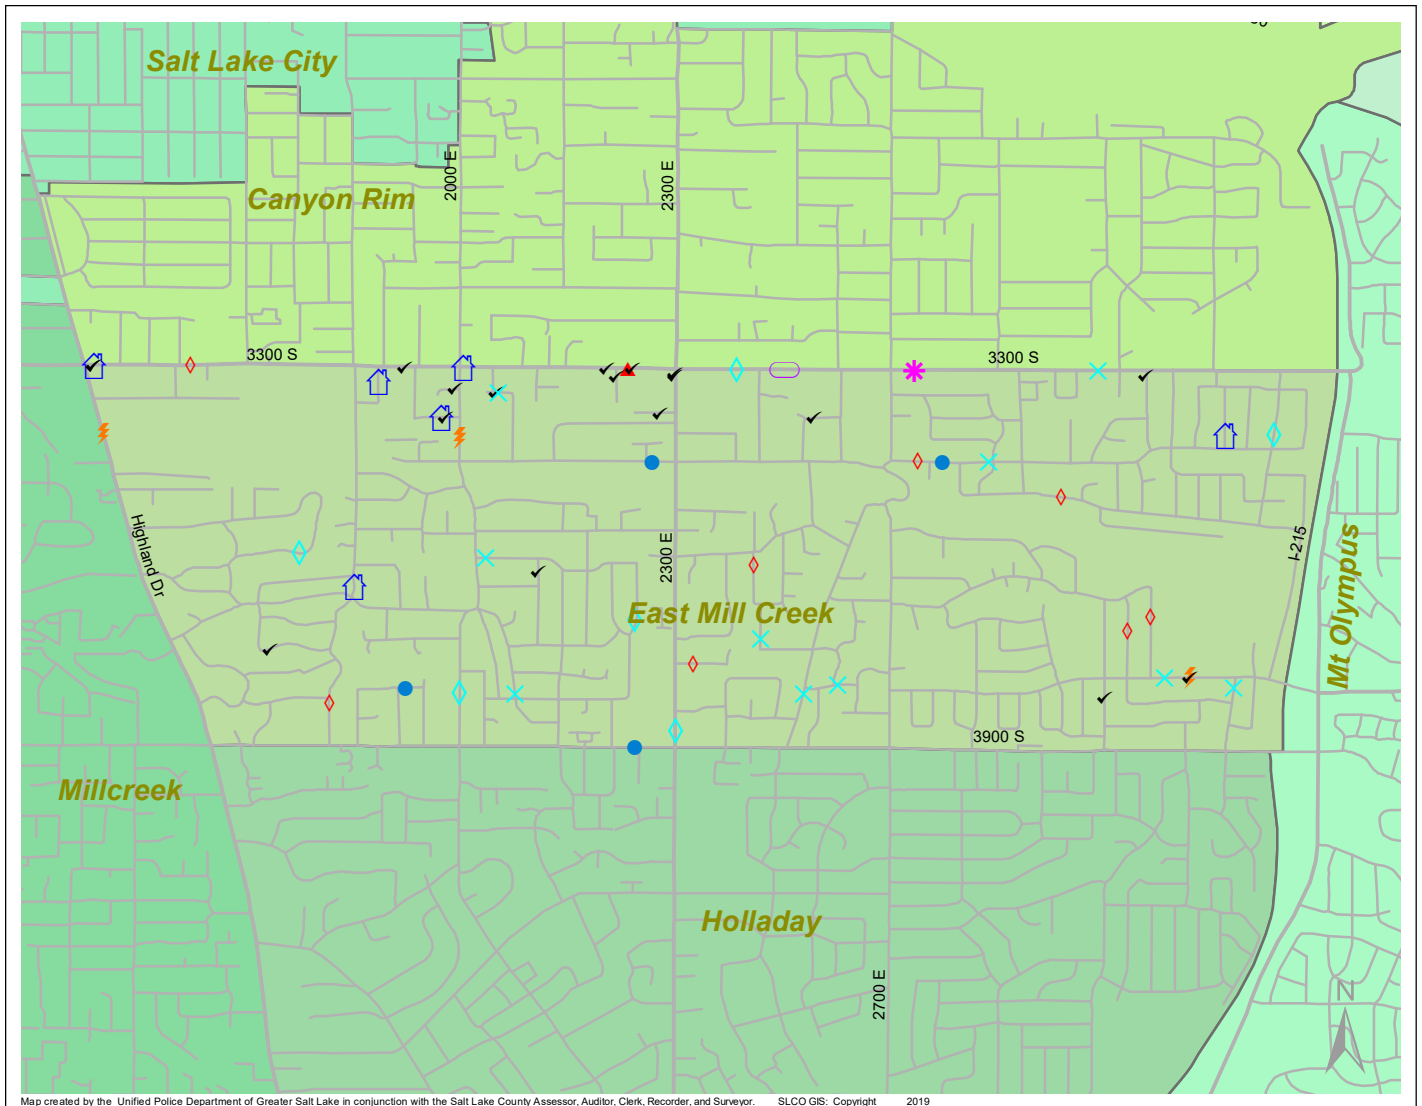 Salt Lake City
2000 E
2300 E
Canyon Rim
3300 S
3300 S
Highland Dr
2300 E
I-215
Mt Olympus
East Mill Creek
3900 S
Millcreek
Holladay
2700 E
N
Map created by the Unified Police Department of Greater Salt Lake in conjunction with the Salt Lake County Assessor, Auditor, Clerk, Recorder, and Surveyor. SLCO GIS: Copyright 2019